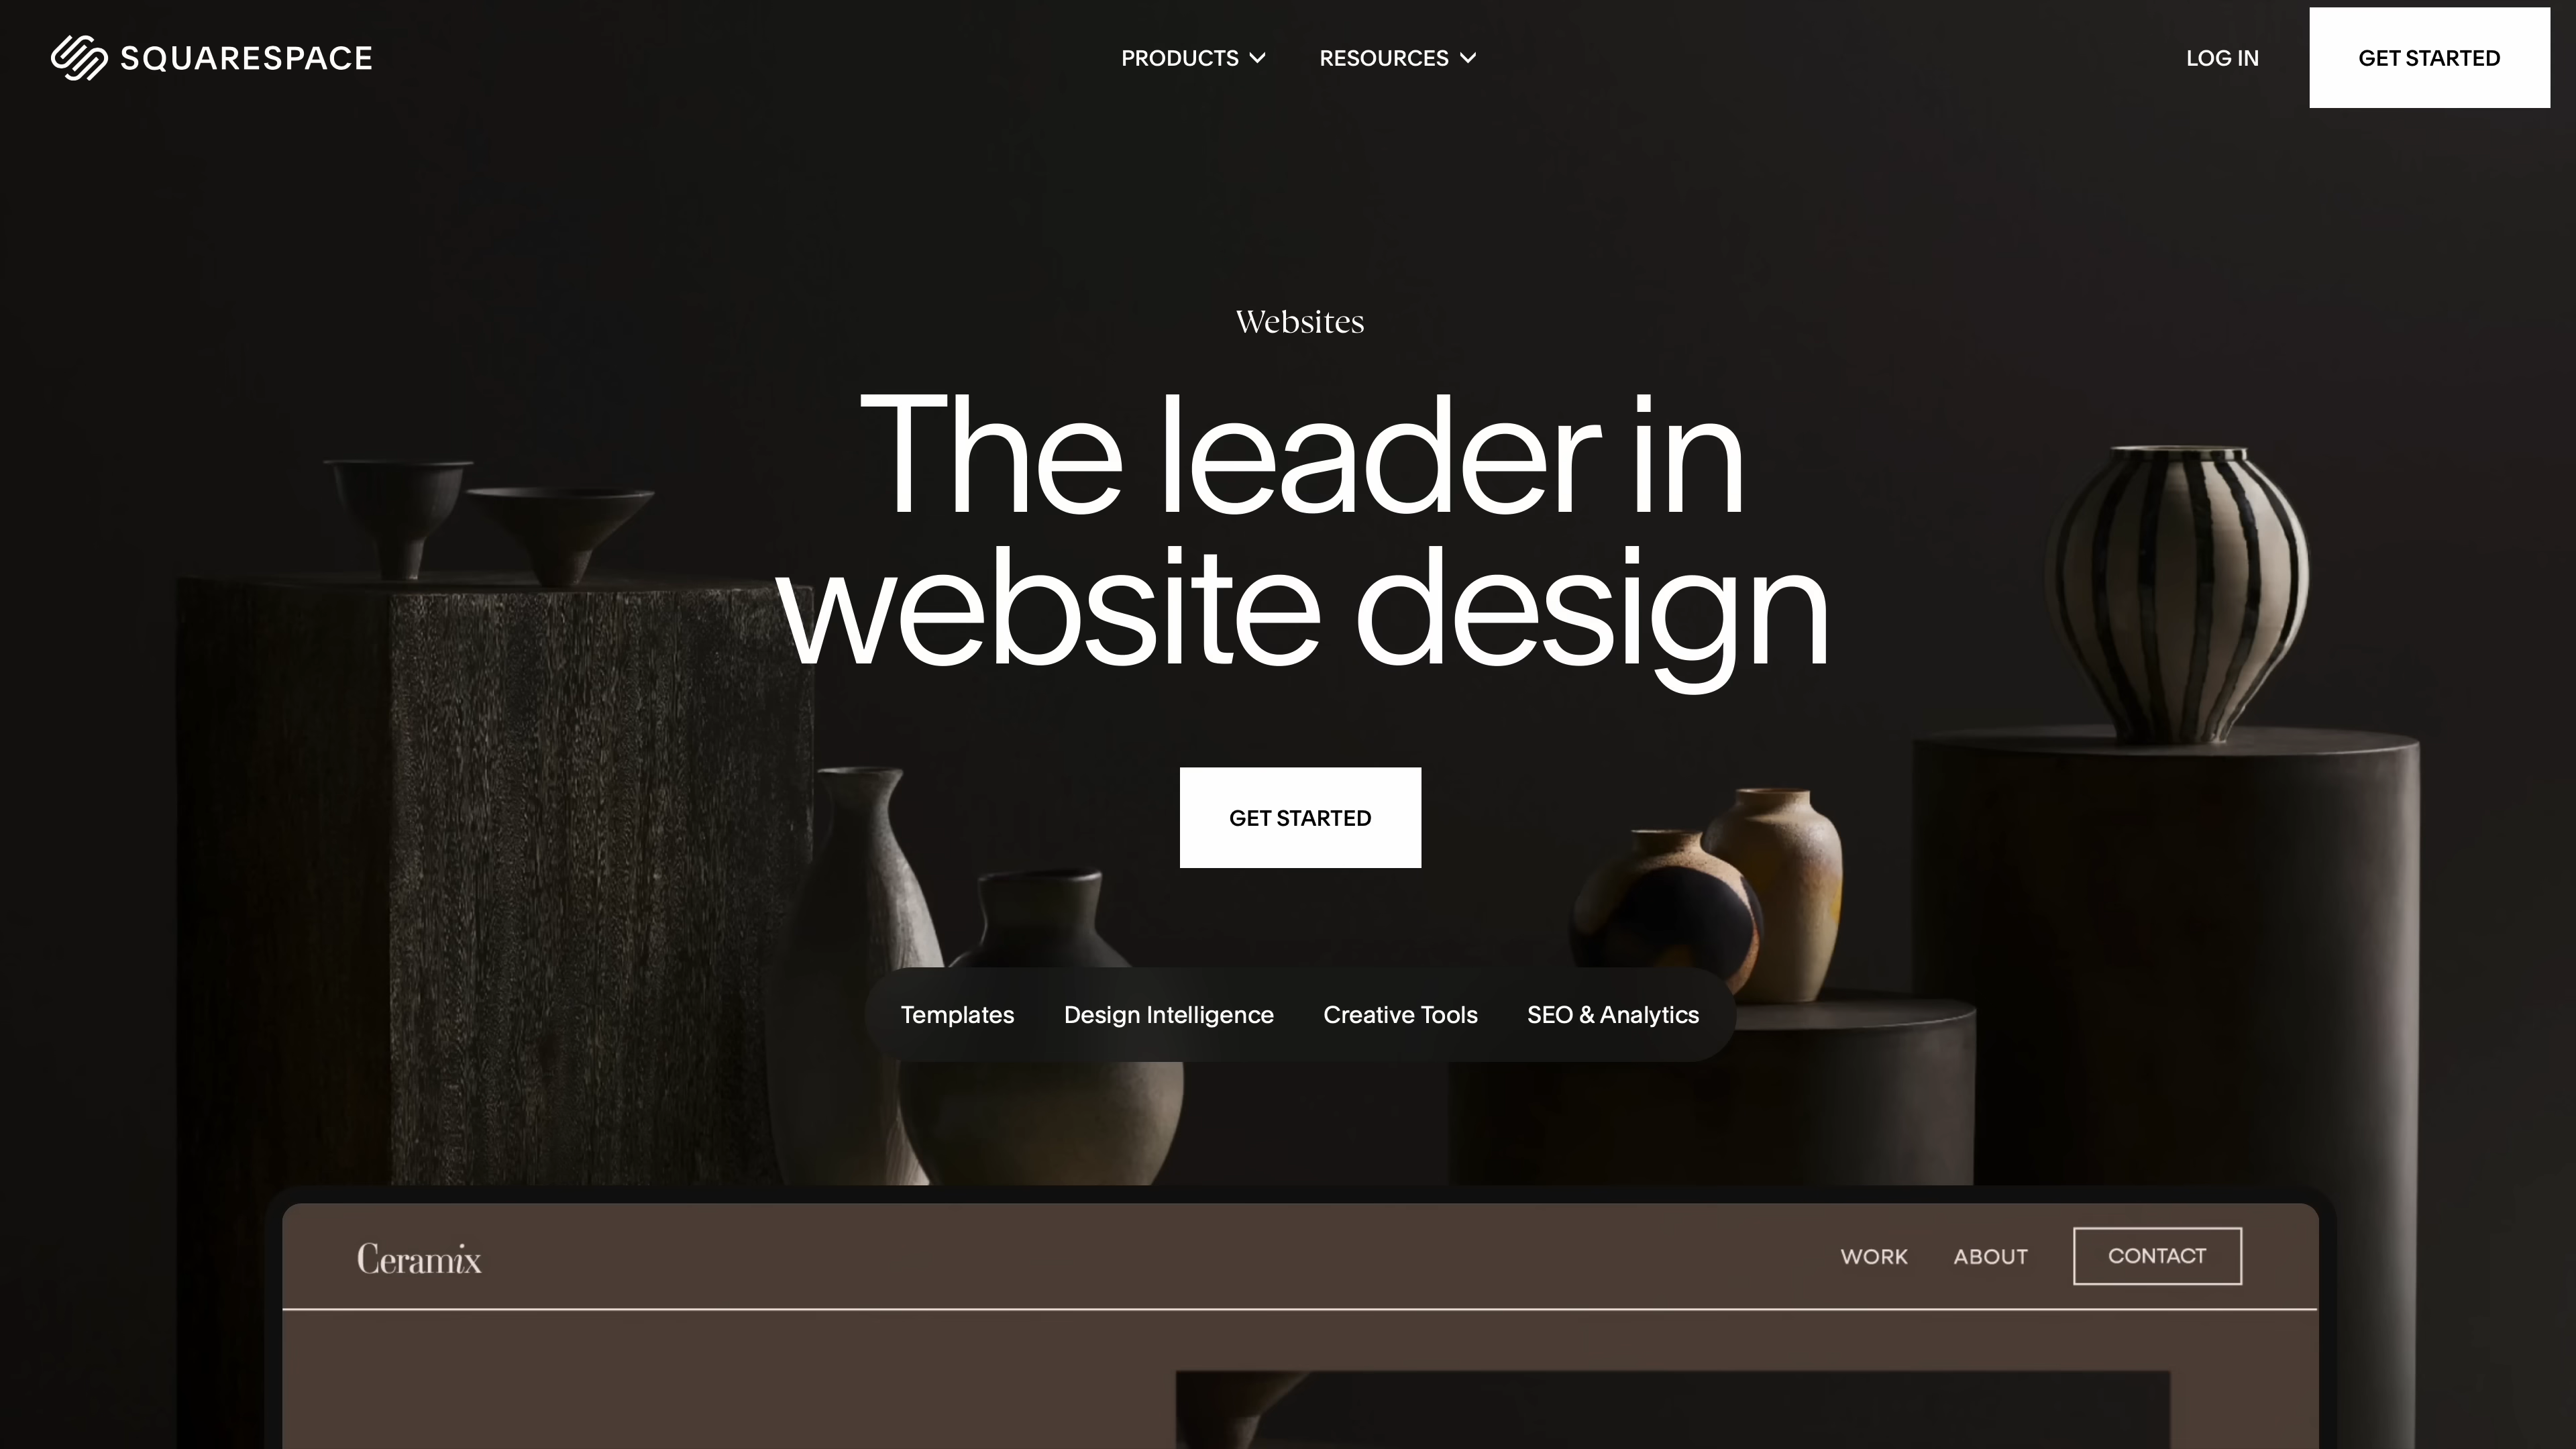 SQUARESPACE
PRODUCTS
RESOURCES
LOG IN
GET STARTED
Websites
The leader in
website design
GET STARTED
Templates
Design Intelligence
Creative Tools
SEO & Analytics
Ceramix
WORK
ABOUT
CONTACT